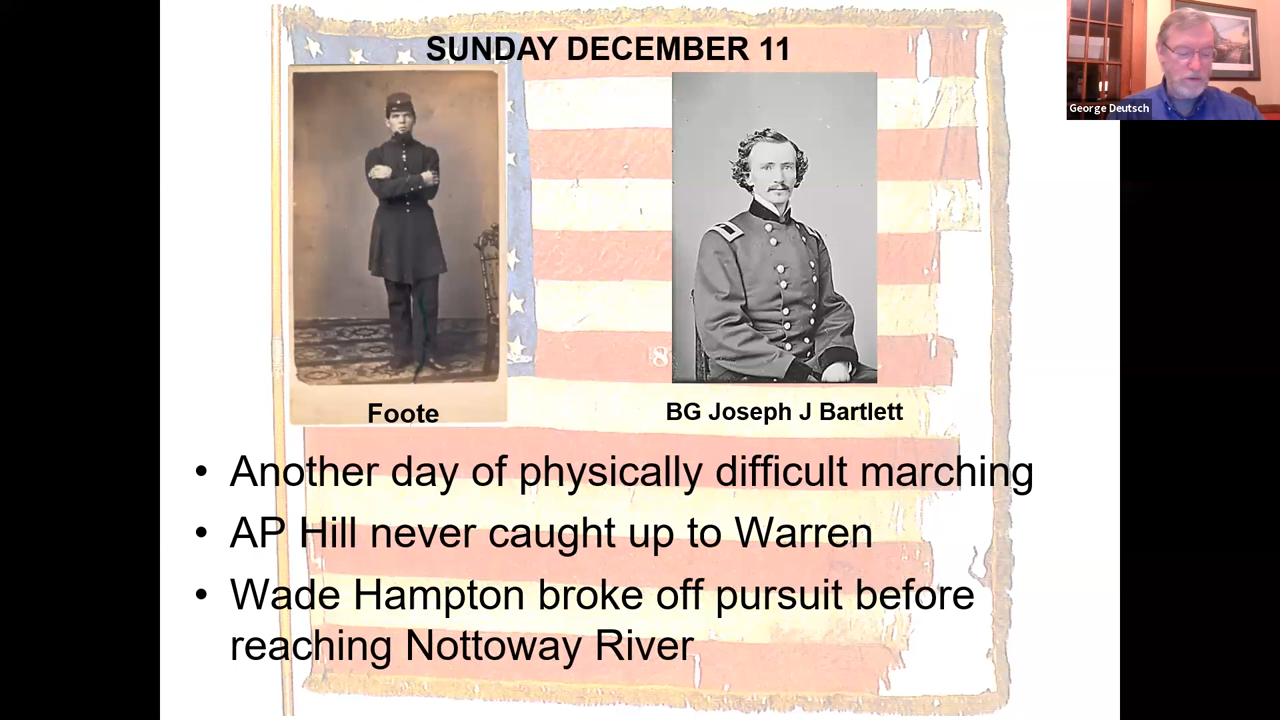 SUNDAY DECEMBER 11
George Deutsch
Foote
BG Joseph J Bartlett
• Another day of physically difficult marching
• AP Hill never caught up to Warren
• Wade Hampton broke off pursuit before
reaching Nottoway River
8